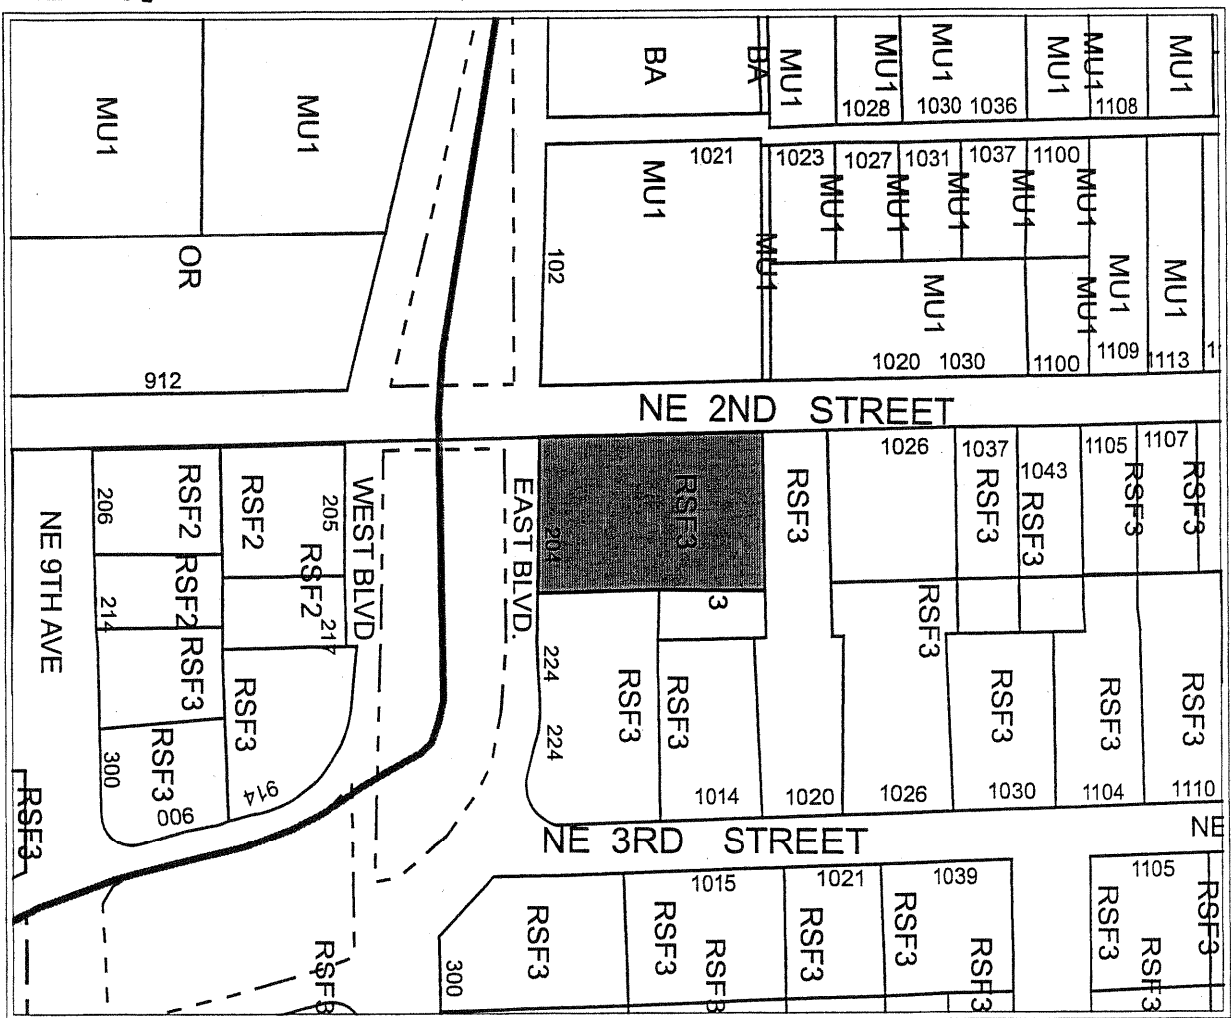 MU1
MU1
BA
BA
MU1
MU1
MU1
MU1
MU1
MU1
1028
1030 1036
1108
1021
1023
1027
1031
1037
1100
MU1
MU1
MU1
MU1
MU1
MU1
OR
102
MU1
MU1
MU1
MU1
MU1
912
1020 1030
1100
1109
1113
NE 2ND STREET
206
RSF2
RSF2
205
WEST BLVD
EAST BLVD.
204
RSF3
RSF3
1026
1037
RSF3
1043
RSF3
1105
RSF3
1107
RSF3
NE 9TH AVE
214
RSF2
RSF2
217
3
RSF3
RSF3
RSF3
224
224
RSF3
RSF3
RSF3
RSF3
RSF3
300
RSF3
900
914
1014
1020
1026
1030
1104
1110
RSF3
NE 3RD STREET
NE
1015
1021
1039
1105
RSF3
300
RSF3
RSF3
RSF3
RSF3
RSF3
RSF3
RSF3
RSF3
RSF3